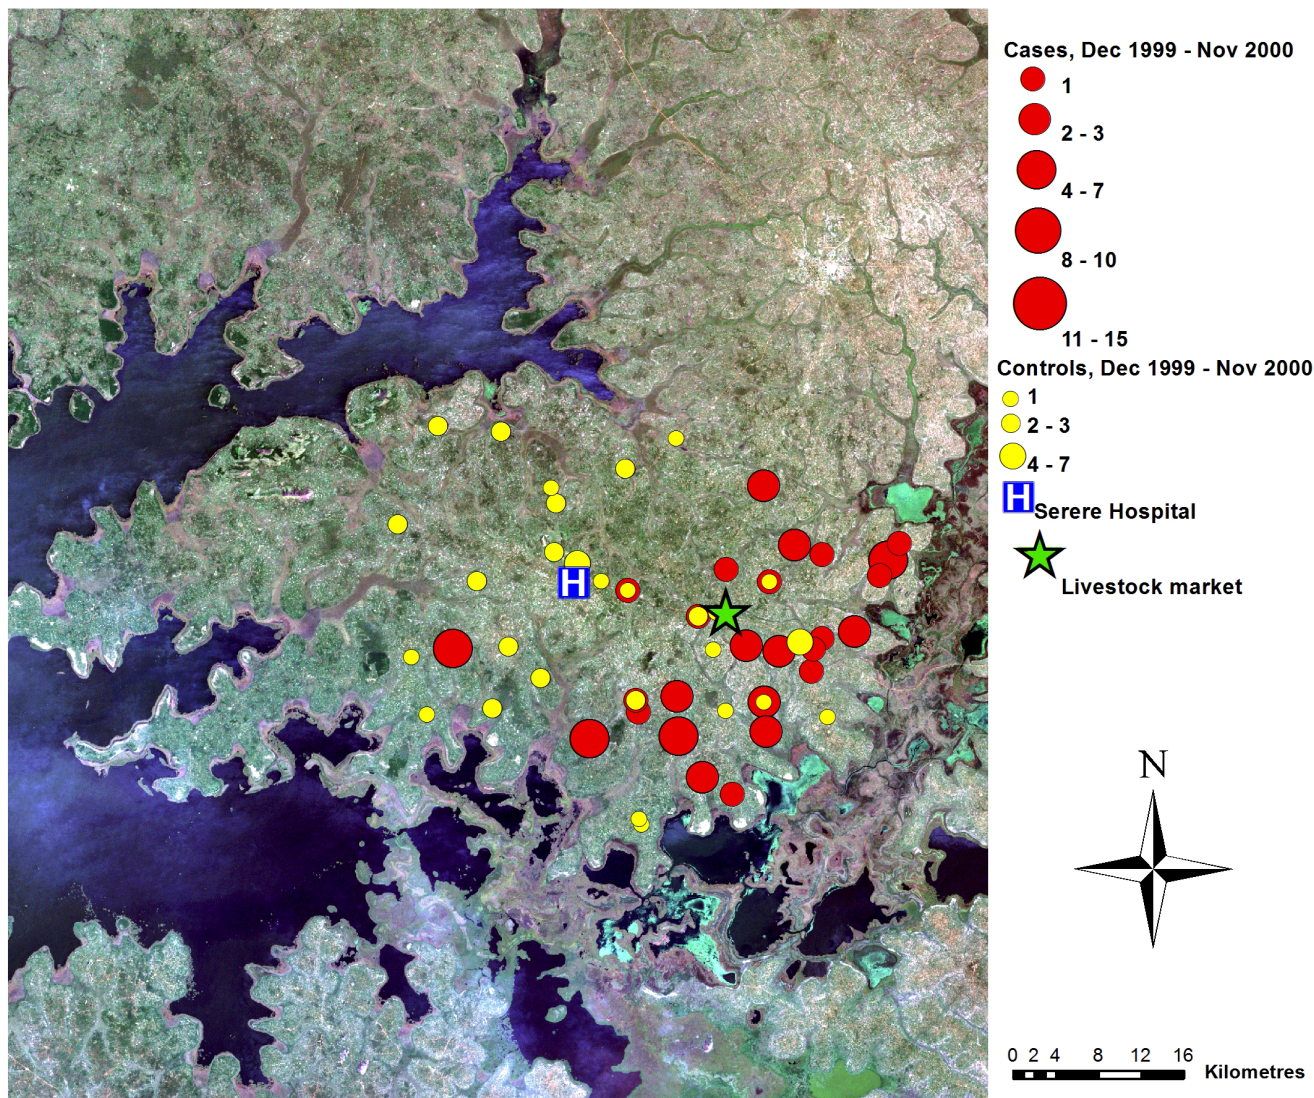 Cases, Dec 1999 - Nov 2000
1
2 - 3
4 - 7
8 - 10
11 - 15
Controls, Dec 1999 - Nov 2000
1
2 - 3
4 - 7
H Serere Hospital
Livestock market
H
N
0 2 4 8 12 16
Kilometres